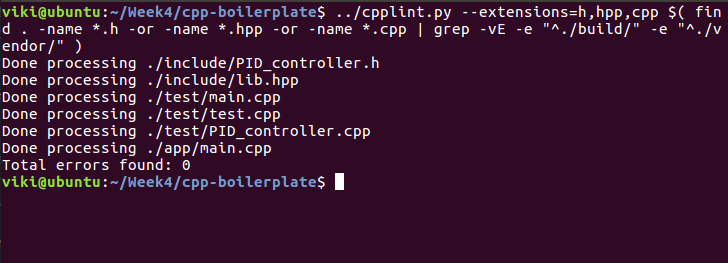 viki@ubuntu:~/Week4/cpp-boilerplate$ ../cpplint.py --extensions=h,hpp,cpp $( fin
d . -name *.h -or -name *.hpp -or -name *.cpp | grep -vE -e "^./build/" -e "^./v
endor/" )
Done processing ./include/PID_controller.h
Done processing ./include/lib.hpp
Done processing ./test/main.cpp
Done processing ./test/test.cpp
Done processing ./test/PID_controller.cpp
Done processing ./app/main.cpp
Total errors found: 0
viki@ubuntu:~/Week4/cpp-boilerplate$